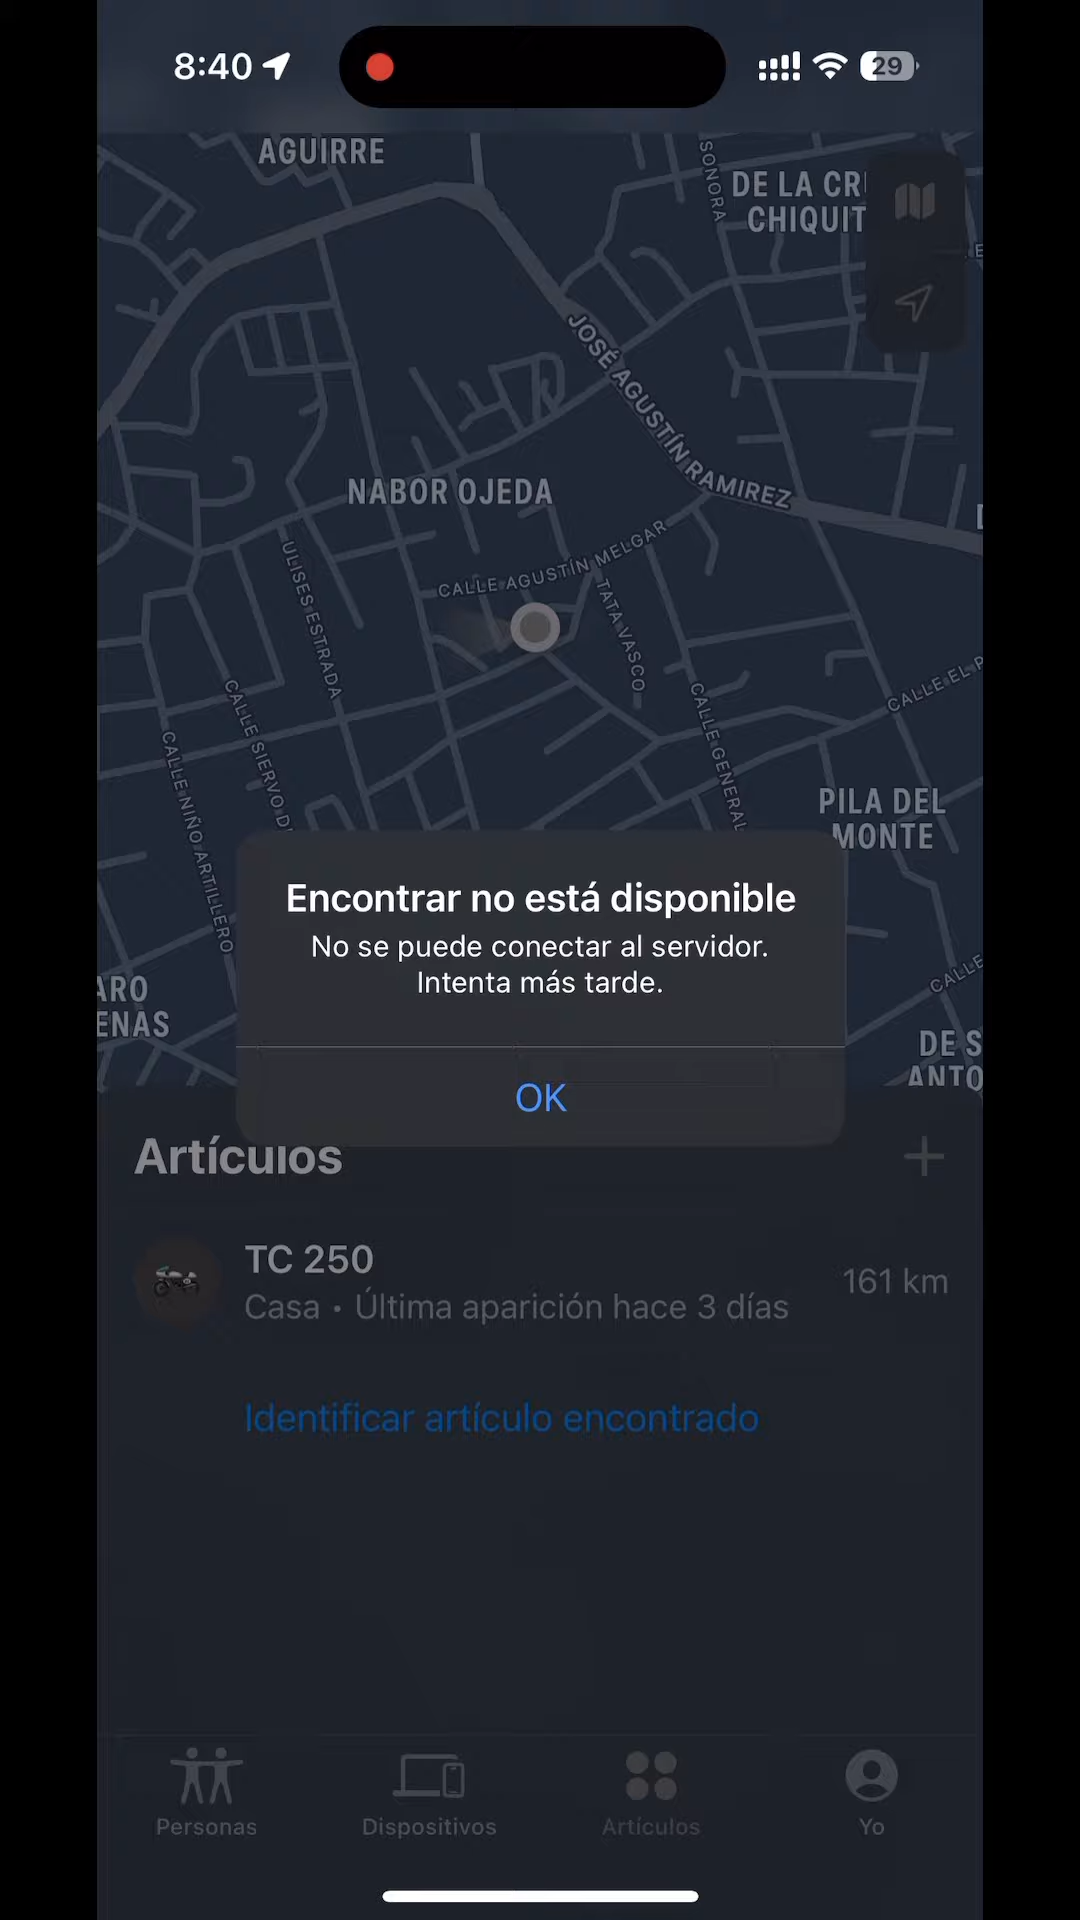 8:40
29
AGUIRRE
SONORA
DE LA CR
CHIQUIT
JOSÉ AGUSTÍN RAMIREZ
NABOR OJEDA
CALLE AGUSTÍN MELGAR
ULISES ESTRADA
TATA VASCO
CALLE EL P
CALLE SIERVO D
CALLE GENERAL
CALLE NIÑO ARTILLERO
PILA DEL
MONTE
Encontrar no está disponible
No se puede conectar al servidor.
Intenta más tarde.
CALLE
ARO
ENAS
DE S
ANTO
OK
Artículos
TC 250
161 km
Casa • Última aparición hace 3 días
Identificar artículo encontrado
Personas
Dispositivos
Artículos
Yo